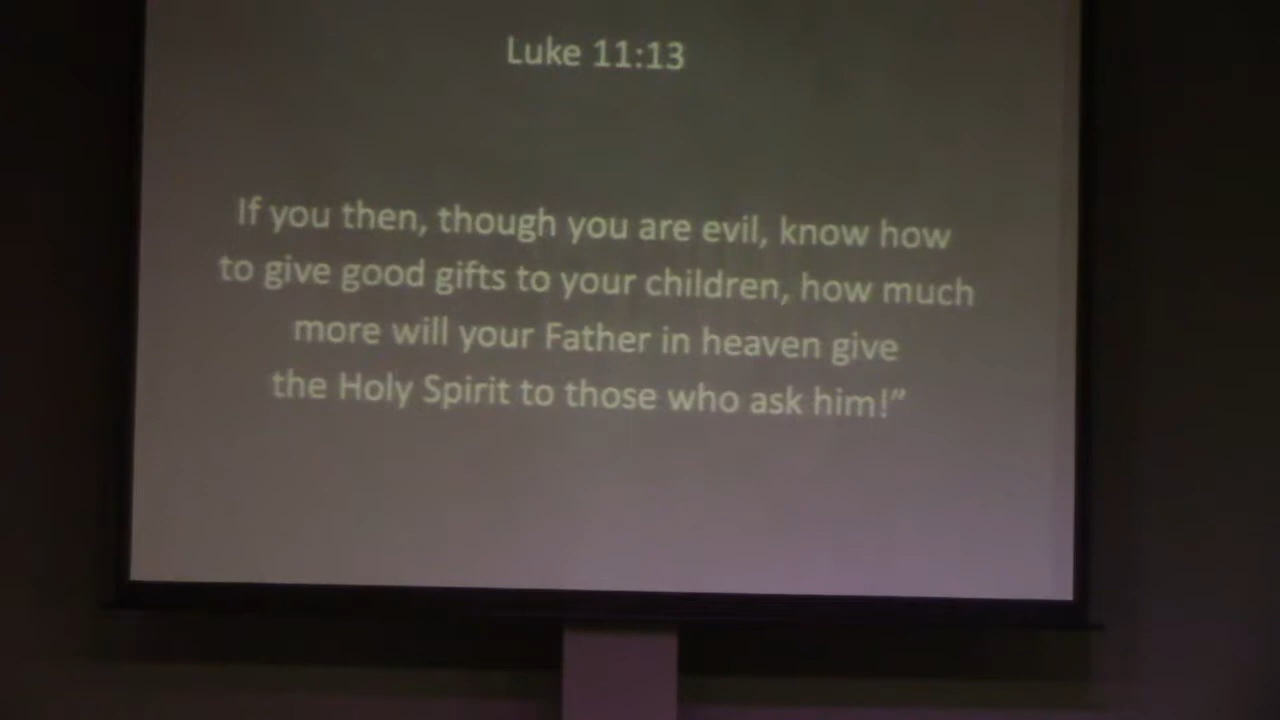 Luke 11:13
If you then, though you are evil, know how
to give good gifts to your children, how much
more will your Father in heaven give
the Holy Spirit to those who ask him!”